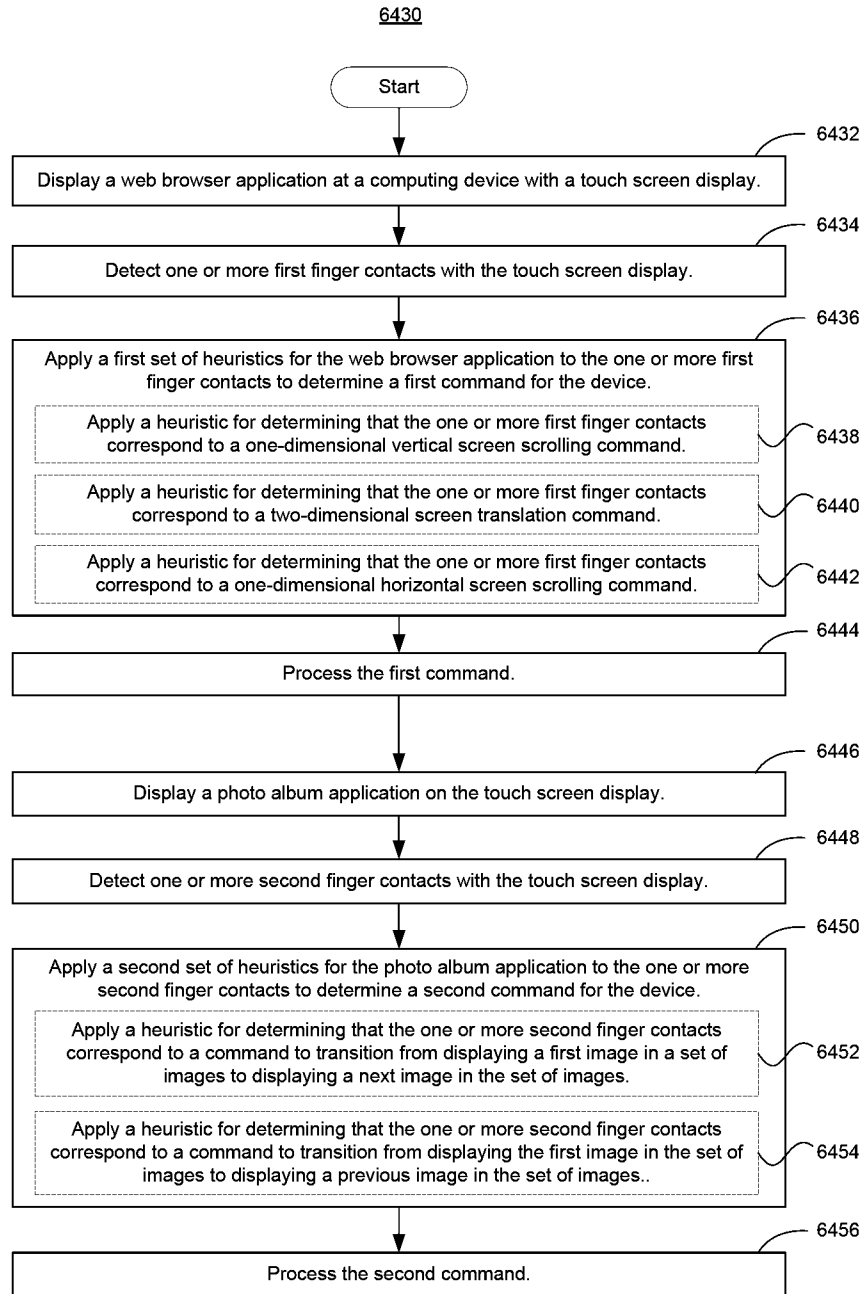 6430
Start
6432
Display a web browser application at a computing device with a touch screen display.
6434
Detect one or more first finger contacts with the touch screen display.
6436
Apply a first set of heuristics for the web browser application to the one or more first
finger contacts to determine a first command for the device.
Apply a heuristic for determining that the one or more first finger contacts
correspond to a one-dimensional vertical screen scrolling command.
6438
Apply a heuristic for determining that the one or more first finger contacts
correspond to a two-dimensional screen translation command.
6440
Apply a heuristic for determining that the one or more first finger contacts
correspond to a one-dimensional horizontal screen scrolling command.
6442
6444
Process the first command.
6446
Display a photo album application on the touch screen display.
6448
Detect one or more second finger contacts with the touch screen display.
6450
Apply a second set of heuristics for the photo album application to the one or more
second finger contacts to determine a second command for the device.
Apply a heuristic for determining that the one or more second finger contacts
correspond to a command to transition from displaying a first image in a set of
images to displaying a next image in the set of images.
6452
Apply a heuristic for determining that the one or more second finger contacts
correspond to a command to transition from displaying the first image in the set of
images to displaying a previous image in the set of images..
6454
6456
Process the second command.